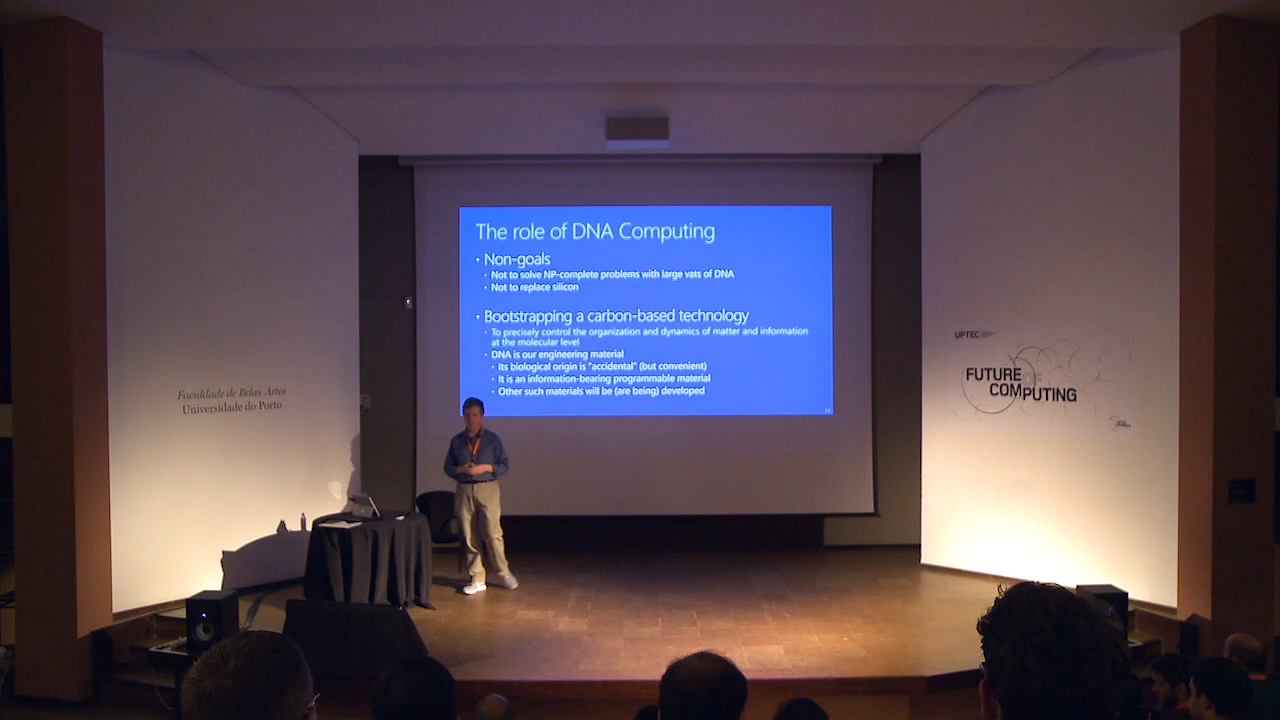 The role of DNA Computing
• Non-goals
• Not to solve NP-complete problems with large vats of DNA
• Not to replace silicon
• Bootstrapping a carbon-based technology
• To precisely control the organization and dynamics of matter and information
at the molecular level
• DNA is our engineering material
• Its biological origin is "accidental" (but convenient)
• It is an information-bearing programmable material
• Other such materials will be (are being) developed
Faculdade de Belas Artes
Universidade do Porto
UPTEC
FUTURE OF
COMPUTING